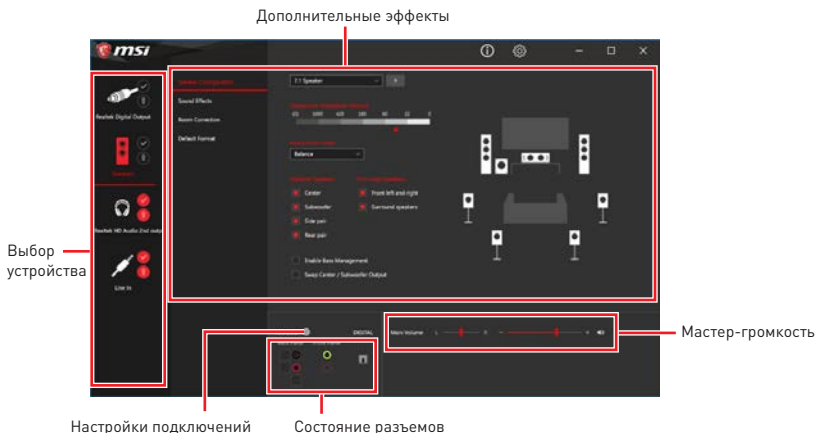 Дополнительные эффекты
msi
Speaker Configuration
7.1 Speaker
Realtek Digital Output
Sound Effects
Room Correction
Default Format
Balance
Center
Front left and right
Speakers
Subwoofer
Surround speakers
Side pair
Rear pair
Realtek HD Audio 2nd output
Enable Bass Management
Swap Center / Subwoofer Output
Line In
Выбор
устройства
DIGITAL
Main Volume
L
R
Мастер-громкость
Настройки подключений
Состояние разъемов